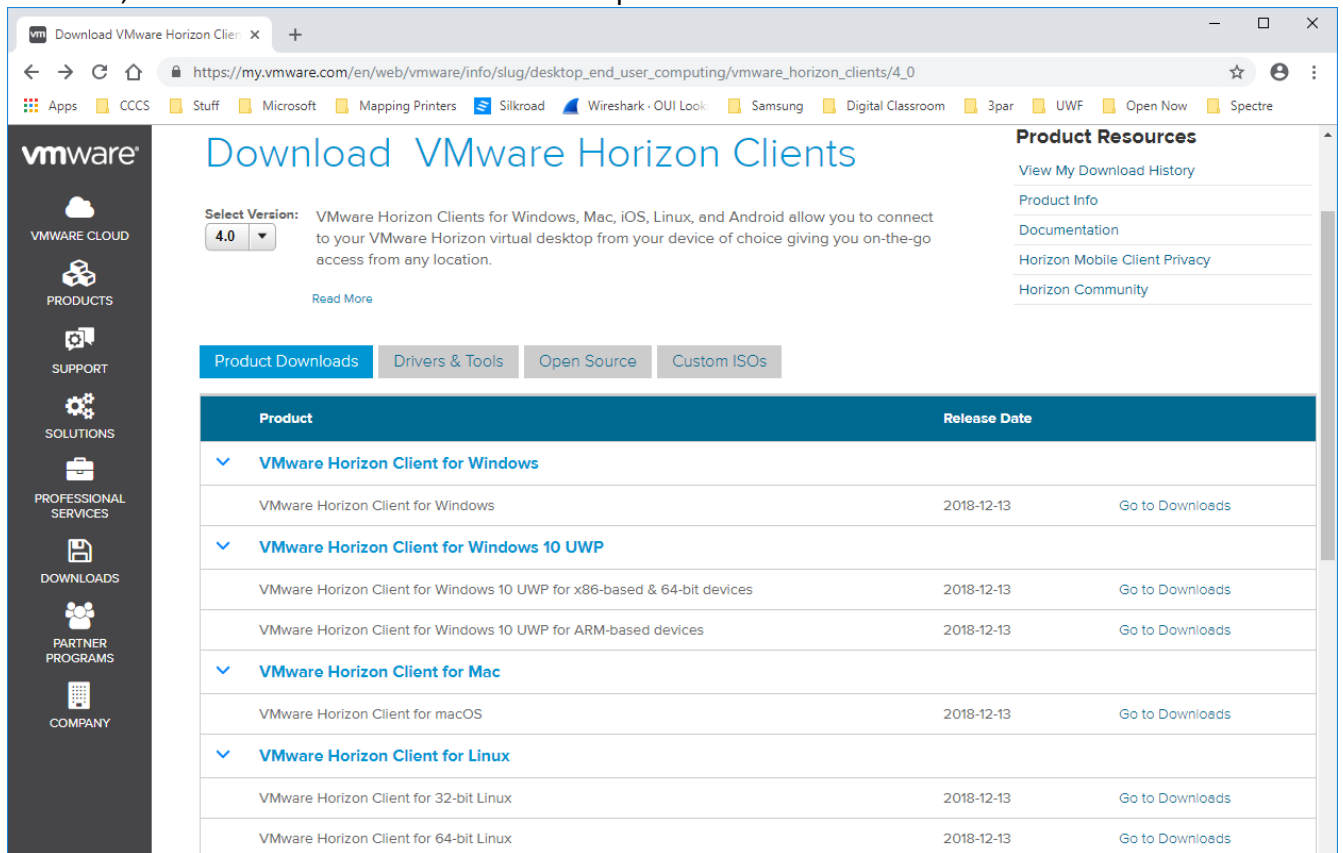 Download VMware Horizon Clien
https://my.vmware.com/en/web/vmware/info/slug/desktop_end_user_computing/vmware_horizon_clients/4_0
Apps CCCS Stuff Microsoft Mapping Printers Silkroad Wireshark · OUI Look Samsung Digital Classroom 3par UWF Open Now Spectre
vmware®
VMWARE CLOUD
PRODUCTS
SUPPORT
SOLUTIONS
PROFESSIONAL
SERVICES
DOWNLOADS
PARTNER
PROGRAMS
COMPANY
Download VMware Horizon Clients
Select Version:
4.0
VMware Horizon Clients for Windows, Mac, iOS, Linux, and Android allow you to connect
to your VMware Horizon virtual desktop from your device of choice giving you on-the-go
access from any location.
Read More
Product Resources
View My Download History
Product Info
Documentation
Horizon Mobile Client Privacy
Horizon Community
Product Downloads Drivers & Tools Open Source Custom ISOs
Product Release Date
VMware Horizon Client for Windows
VMware Horizon Client for Windows 2018-12-13 Go to Downloads
VMware Horizon Client for Windows 10 UWP
VMware Horizon Client for Windows 10 UWP for x86-based & 64-bit devices 2018-12-13 Go to Downloads
VMware Horizon Client for Windows 10 UWP for ARM-based devices 2018-12-13 Go to Downloads
VMware Horizon Client for Mac
VMware Horizon Client for macOS 2018-12-13 Go to Downloads
VMware Horizon Client for Linux
VMware Horizon Client for 32-bit Linux 2018-12-13 Go to Downloads
VMware Horizon Client for 64-bit Linux 2018-12-13 Go to Downloads